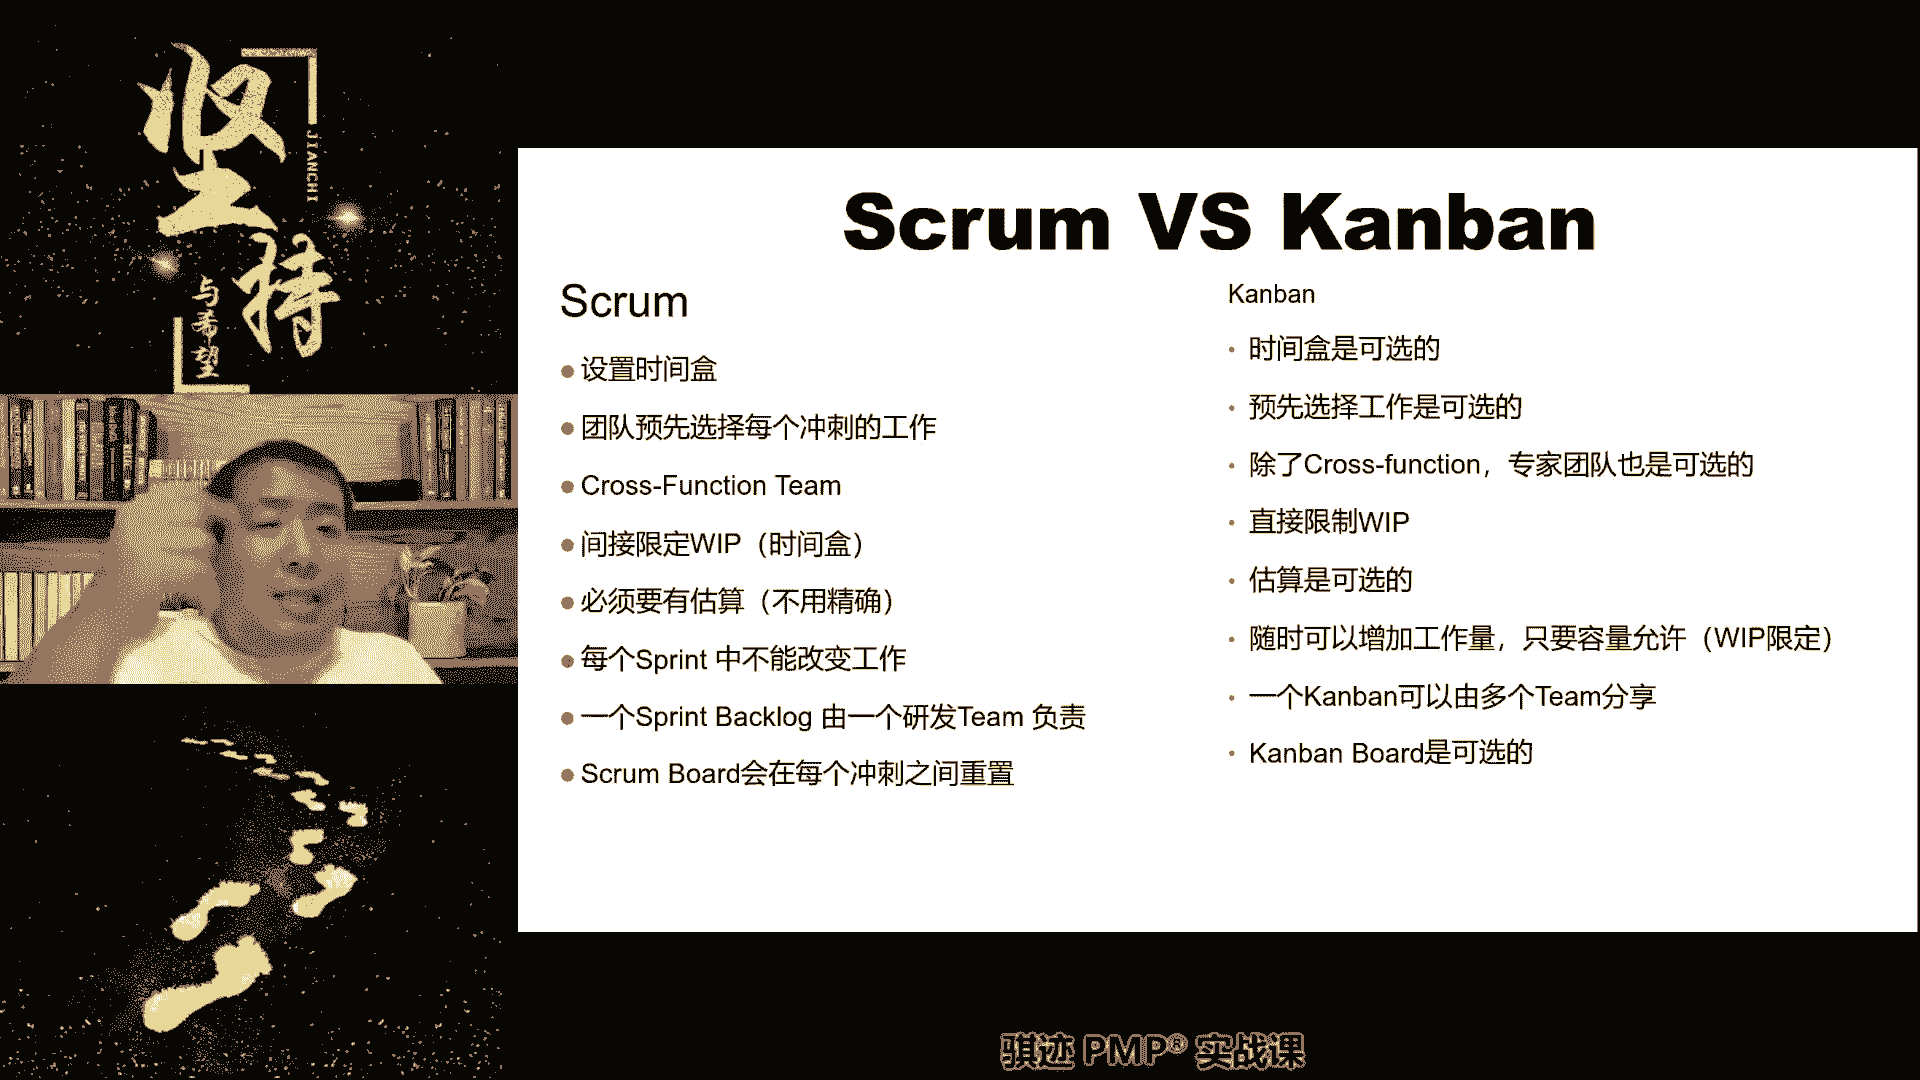 坚持
JIANCHI
与希望
Scrum VS Kanban
Scrum
设置时间盒
团队预先选择每个冲刺的工作
Cross-Function Team
间接限定WIP（时间盒）
必须要有估算（不用精确）
每个Sprint 中不能改变工作
一个Sprint Backlog 由一个研发Team 负责
Scrum Board会在每个冲刺之间重置
Kanban
时间盒是可选的
预先选择工作是可选的
除了Cross-function，专家团队也是可选的
直接限制WIP
估算是可选的
随时可以增加工作量，只要容量允许（WIP限定）
一个Kanban可以由多个Team分享
Kanban Board是可选的
骐迹 PMP® 实战课